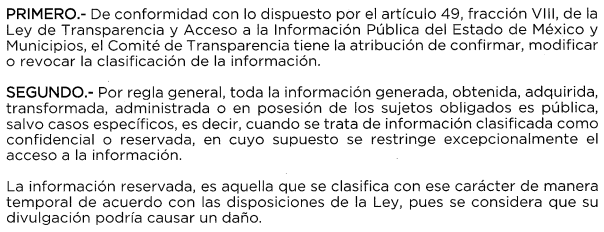 PRIMERO.- De conformidad con lo dispuesto por el artículo 49, fracción VIII, de la
Ley de Transparencia y Acceso a la Información Pública del Estado de México y
Municipios, el Comité de Transparencia tiene la atribución de confirmar, modificar
o revocar la clasificación de la información.
SEGUNDO.- Por regla general, toda la información generada, obtenida, adquirida,
transformada, administrada o en posesión de los sujetos obligados es pública,
salvo casos específicos, es decir, cuando se trata de información clasificada como
confidencial o reservada, en cuyo supuesto se restringe excepcionalmente el
acceso a la información.
La información reservada, es aquella que se clasifica con ese carácter de manera
temporal de acuerdo con las disposiciones de la Ley, pues se considera que su
divulgación podría causar un daño.